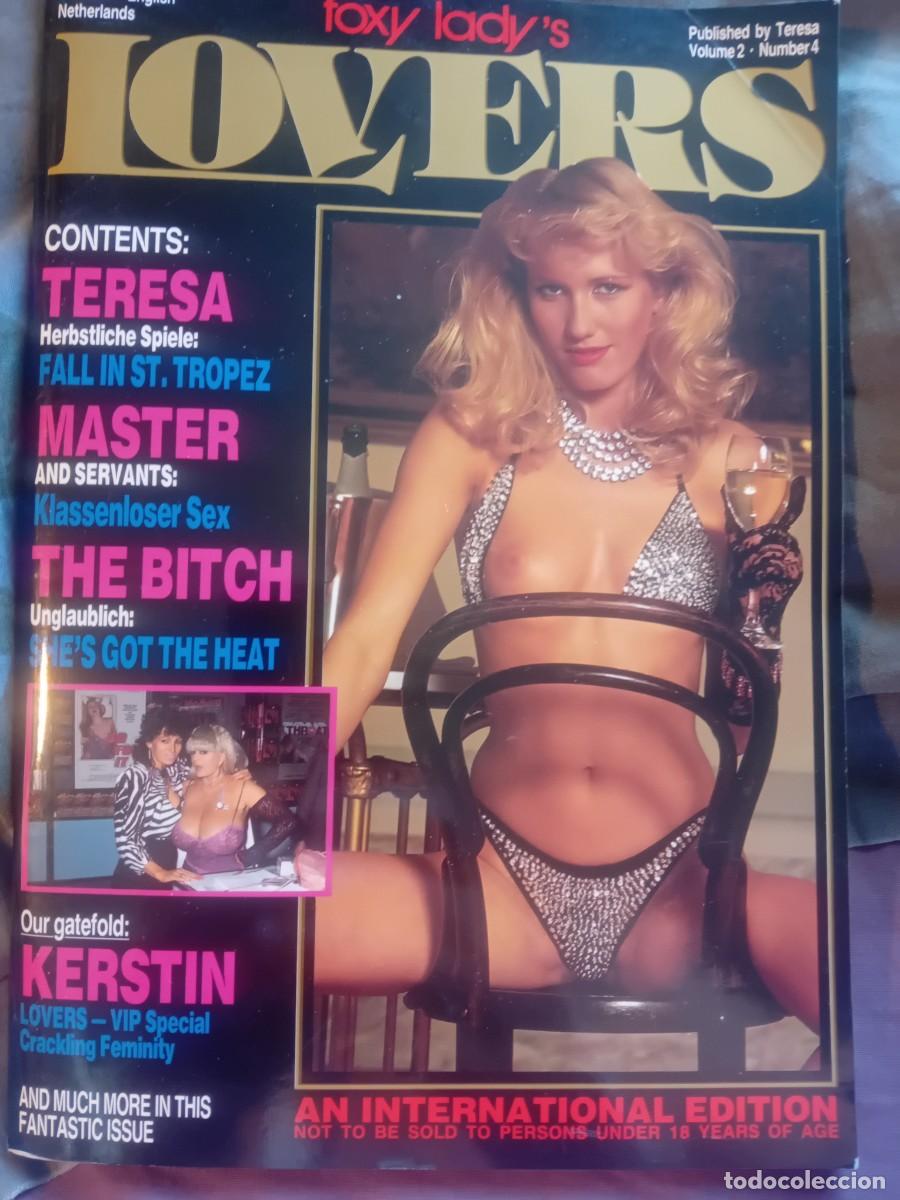 English
Netherlands
foxy lady's
Published by Teresa
Volume 2 · Number 4
LOVERS
CONTENTS:
TERESA
Herbstliche Spiele:
FALL IN ST. TROPEZ
MASTER
AND SERVANTS:
Klassenloser Sex
THE BITCH
Unglaublich:
SHE'S GOT THE HEAT
Our gatefold:
KERSTIN
LOVERS – VIP Special
Crackling Feminity
AND MUCH MORE IN THIS
FANTASTIC ISSUE
AN INTERNATIONAL EDITION
NOT TO BE SOLD TO PERSONS UNDER 18 YEARS OF AGE
todocoleccion